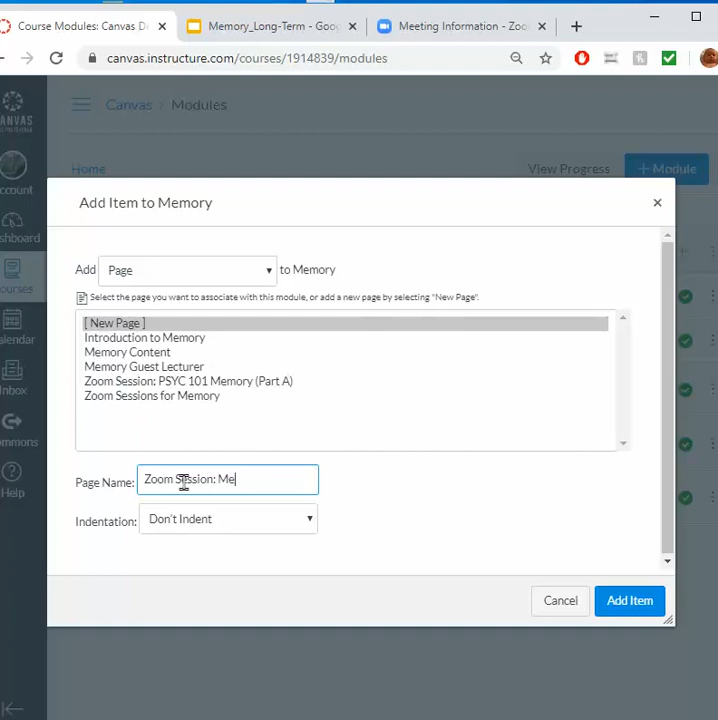 Course Modules: Canvas D
Memory_Long-Term - Goo
Meeting Information - Zoo
canvas.instructure.com/courses/1914839/modules
Canvas > Modules
CANVAS
Home
View Progress
+ Module
ccount
shboard
ourses
alendar
Inbox
ommons
Help
Add Item to Memory
Add Page to Memory
Select the page you want to associate with this module, or add a new page by selecting "New Page".
[ New Page ]
Introduction to Memory
Memory Content
Memory Guest Lecturer
Zoom Session: PSYC 101 Memory (Part A)
Zoom Sessions for Memory
Page Name: Zoom Session: Me
Indentation: Don't Indent
Cancel
Add Item